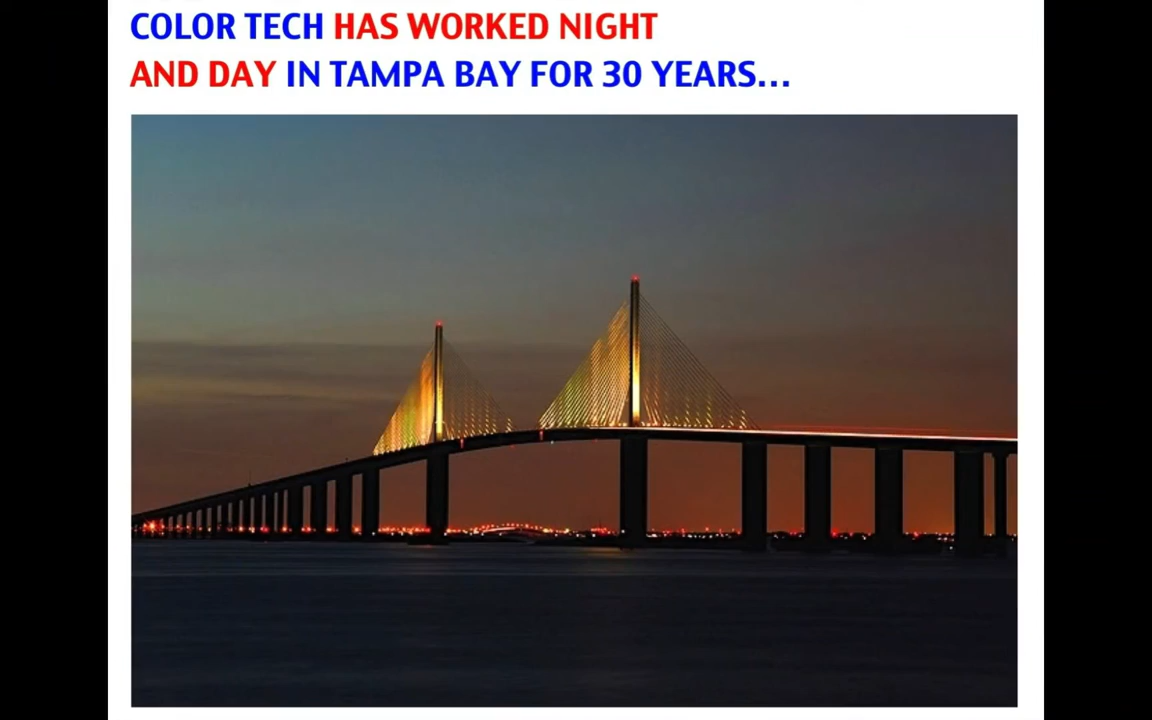 COLOR TECH HAS WORKED NIGHT
AND DAY IN TAMPA BAY FOR 30 YEARS...